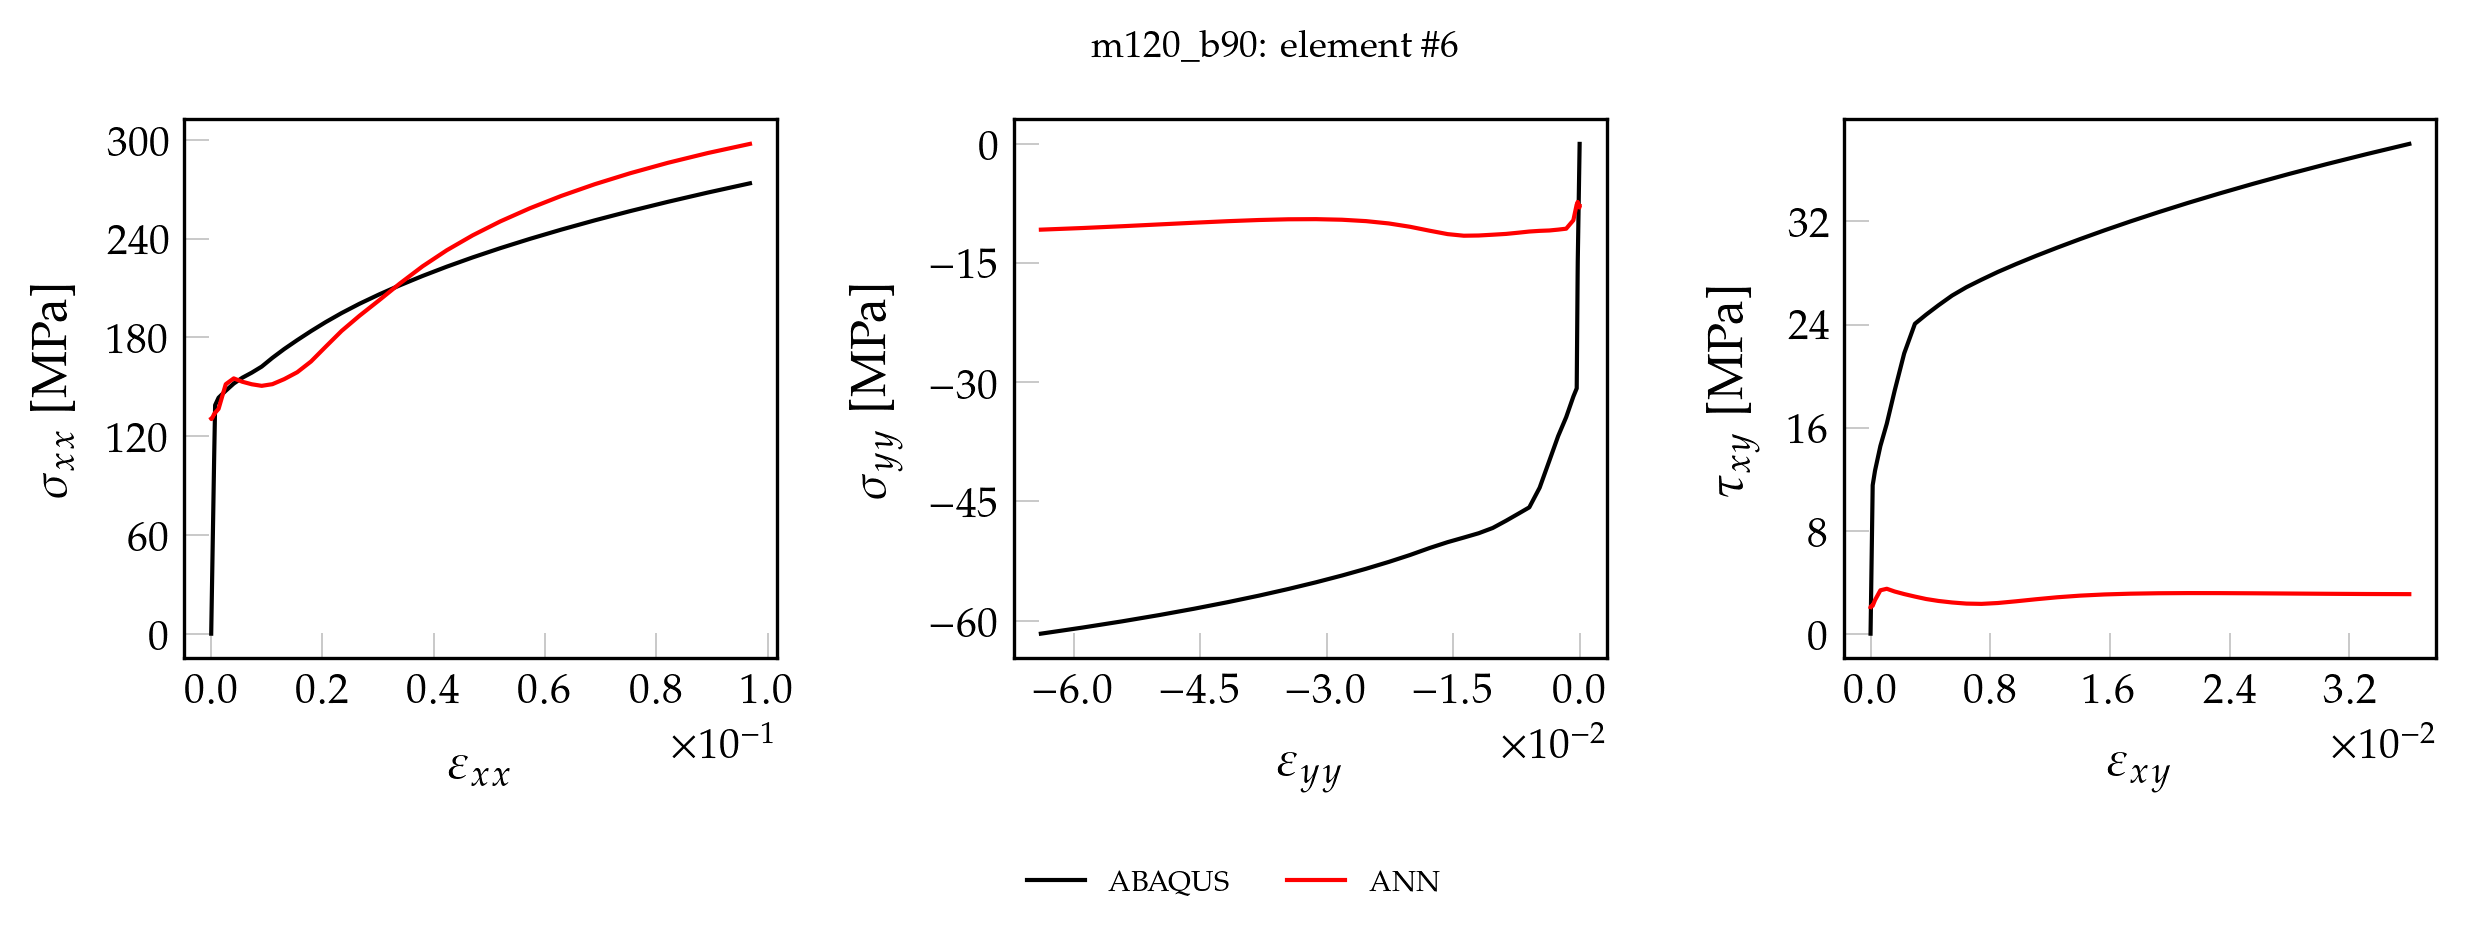 m120_b90: element #6
σxx [MPa]
300
240
180
120
60
0
0.0 0.2 0.4 0.6 0.8 1.0
×10−1
εxx
σyy [MPa]
0
−15
−30
−45
−60
−6.0 −4.5 −3.0 −1.5 0.0
×10−2
εyy
τxy [MPa]
32
24
16
8
0
0.0 0.8 1.6 2.4 3.2
×10−2
εxy
ABAQUS ANN